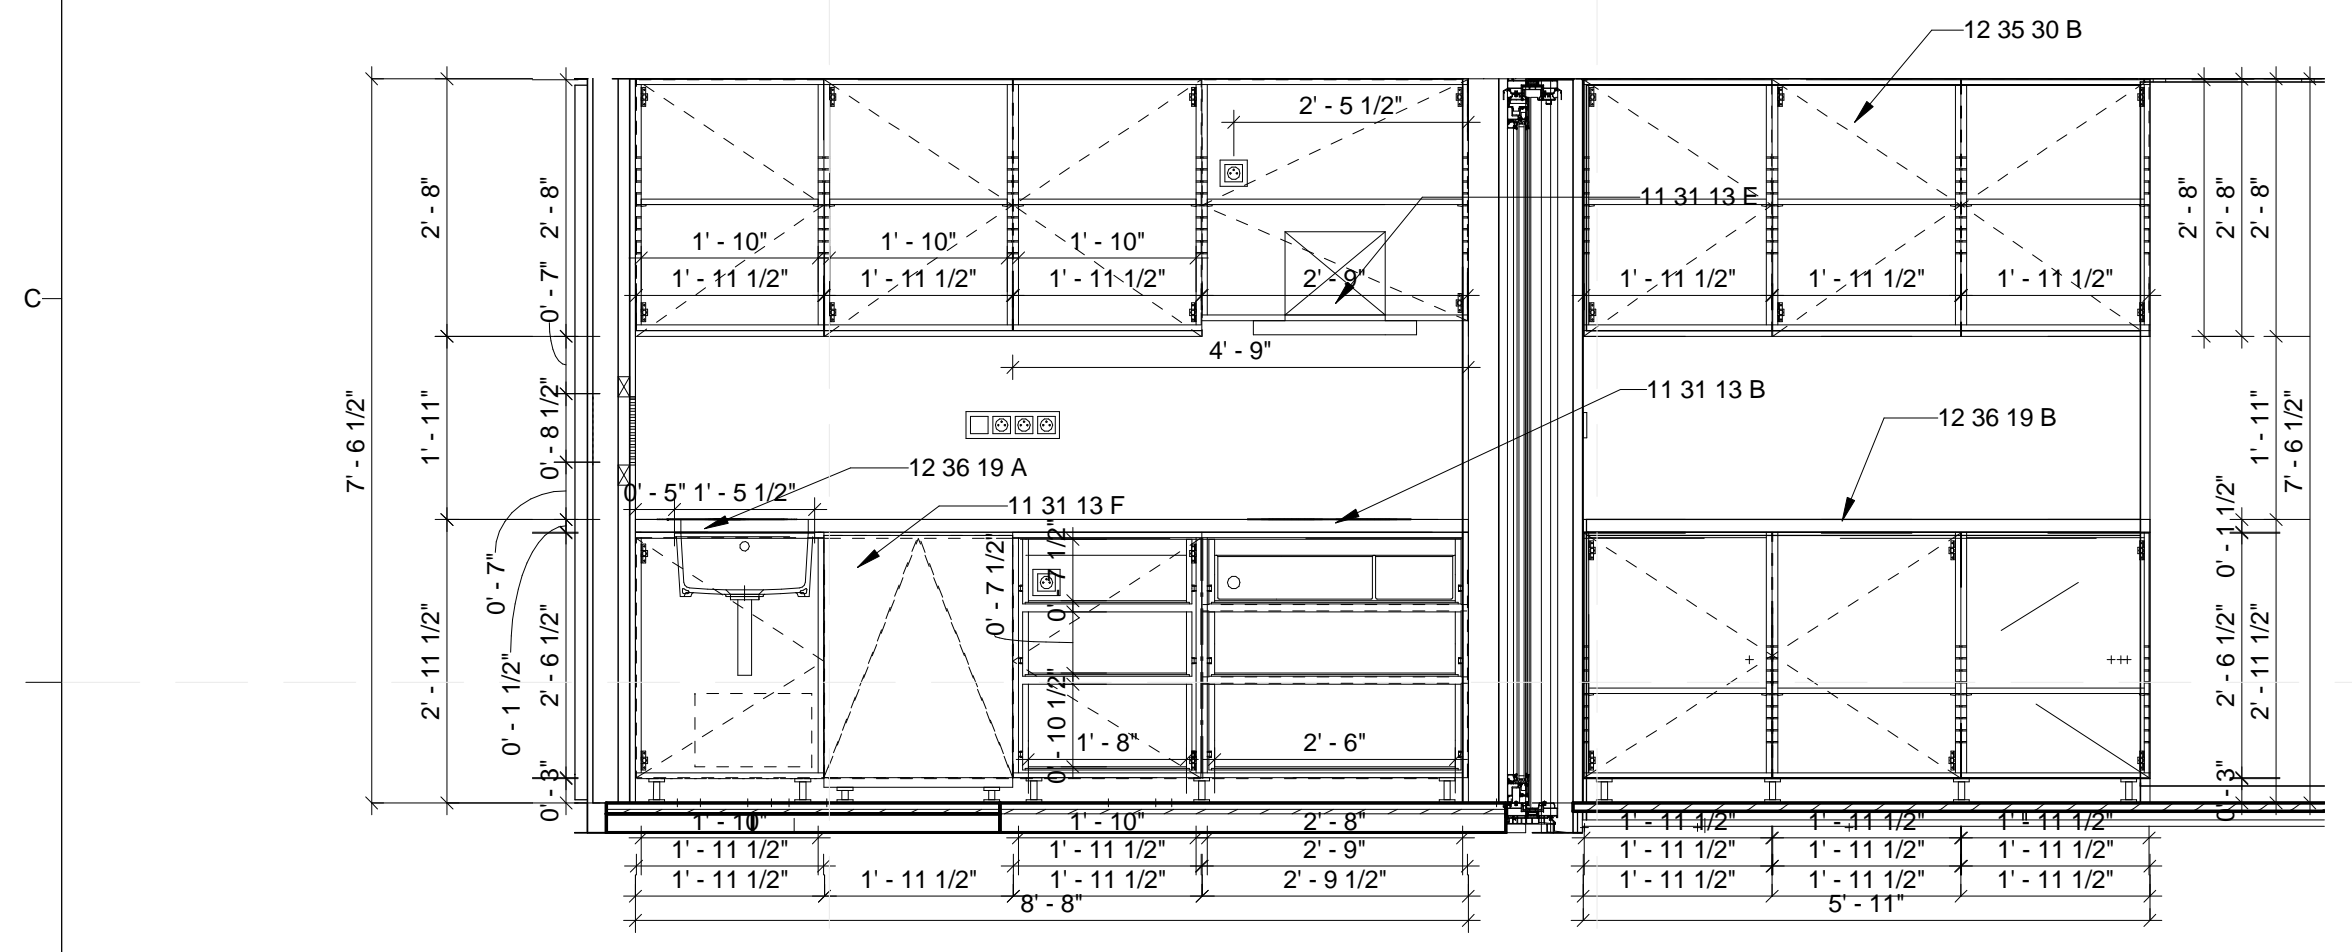 12 35 30 B
2' - 5 1/2"
11 31 13 E
2' - 8"
2' - 8"
2' - 8"
2' - 8"
2' - 8"
1' - 10"
1' - 10"
1' - 10"
1' - 11 1/2"
1' - 11 1/2"
1' - 11 1/2"
2' - 9"
1' - 11 1/2"
1' - 11 1/2"
1' - 11 1/2"
C
0' - 7"
4' - 9"
11 31 13 B
12 36 19 B
7' - 6 1/2"
1' - 11"
0' - 8 1/2"
1' - 11"
7' - 6 1/2"
12 36 19 A
0' - 5" 1' - 5 1/2"
11 31 13 F
0' - 7"
0' - 7 1/2"
0' - 7 1/2"
0' - 1 1/2"
2' - 11 1/2"
0' - 1 1/2"
2' - 6 1/2"
0' - 10 1/2"
2' - 6 1/2"
2' - 11 1/2"
1' - 8"
2' - 6"
0' - 3"
0' - 3"
1' - 10"
1' - 10"
2' - 8"
1' - 11 1/2"
1' - 11 1/2"
1' - 11 1/2"
1' - 11 1/2"
1' - 11 1/2"
2' - 9"
1' - 11 1/2"
1' - 11 1/2"
1' - 11 1/2"
1' - 11 1/2"
1' - 11 1/2"
1' - 11 1/2"
2' - 9 1/2"
1' - 11 1/2"
1' - 11 1/2"
1' - 11 1/2"
8' - 8"
5' - 11"